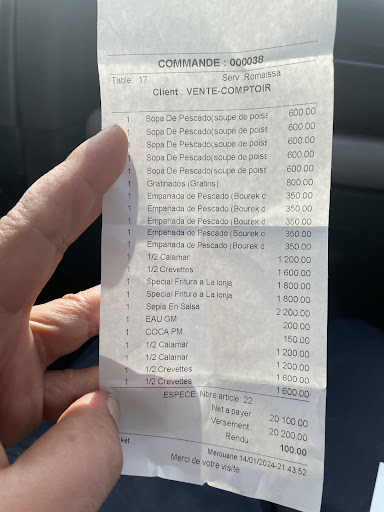 COMMANDE : 000038
Table: 17 Serv :Romaissa
Client : VENTE-COMPTOIR
1 Sopa De Pescado(soupe de poiss 600.00
1 Sopa De Pescado(soupe de poiss 600.00
1 Sopa De Pescado(soupe de poiss 600.00
1 Sopa De Pescado(soupe de poiss 600.00
1 Sopa De Pescado(soupe de poiss 600.00
1 Gratinados (Gratins) 800.00
1 Empanada de Pescado (Bourek d 350.00
1 Empanada de Pescado (Bourek d 350.00
1 Empanada de Pescado (Bourek d 350.00
1 Empanada de Pescado (Bourek d 350.00
1 Empanada de Pescado (Bourek d 350.00
1 1/2 Calamar 1 200.00
1 1/2 Crevettes 1 600.00
1 Special Fritura a La lonja 1 800.00
1 Special Fritura a La lonja 1 800.00
1 Sepia En Salsa 2 200.00
1 EAU GM 200.00
1 COCA PM 150.00
1 1/2 Calamar 1 200.00
1 1/2 Calamar 1 200.00
1 1/2 Crevettes 1 600.00
1 1/2 Crevettes 1 600.00
ESPECE Nbre article: 22
Net a payer 20 100.00
Versement 20 200.00
Rendu 100.00
Merouane 14/01/2024-21:43:52
Merci de votre visite